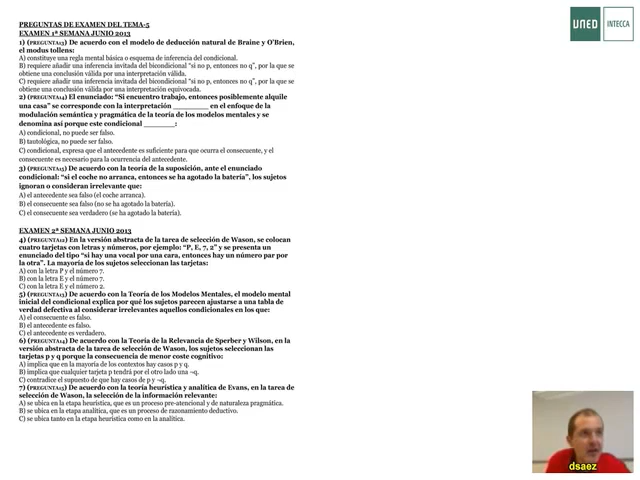 PREGUNTAS DE EXAMEN DEL TEMA-5
EXAMEN 1ª SEMANA JUNIO 2013
1) (PREGUNTA13) De acuerdo con el modelo de deducción natural de Braine y O'Brien,
el modus tollens:
A) constituye una regla mental básica o esquema de inferencia del condicional.
B) requiere añadir una inferencia invitada del bicondicional "si no p, entonces no q", por la que se
obtiene una conclusión válida por una interpretación válida.
C) requiere añadir una inferencia invitada del bicondicional "si no p, entonces no q", por la que se
obtiene una conclusión válida por una interpretación equivocada.
2) (PREGUNTA14) El enunciado: "Si encuentro trabajo, entonces posiblemente alquile
una casa" se corresponde con la interpretación ________ en el enfoque de la
modulación semántica y pragmática de la teoría de los modelos mentales y se
denomina así porque este condicional _______:
A) condicional, no puede ser falso.
B) tautológica, no puede ser falso.
C) condicional, expresa que el antecedente es suficiente para que ocurra el consecuente, y el
consecuente es necesario para la ocurrencia del antecedente.
3) (PREGUNTA15) De acuerdo con la teoría de la suposición, ante el enunciado
condicional: "si el coche no arranca, entonces se ha agotado la batería", los sujetos
ignoran o consideran irrelevante que:
A) el antecedente sea falso (el coche arranca).
B) el consecuente sea falso (no se ha agotado la batería).
C) el consecuente sea verdadero (se ha agotado la batería).
EXAMEN 2ª SEMANA JUNIO 2013
4) (PREGUNTA12) En la versión abstracta de la tarea de selección de Wason, se colocan
cuatro tarjetas con letras y números, por ejemplo: "P, E, 7, 2" y se presenta un
enunciado del tipo "si hay una vocal por una cara, entonces hay un número par por
la otra". La mayoría de los sujetos seleccionan las tarjetas:
A) con la letra P y el número 7.
B) con la letra E y el número 7.
C) con la letra E y el número 2.
5) (PREGUNTA13) De acuerdo con la Teoría de los Modelos Mentales, el modelo mental
inicial del condicional explica por qué los sujetos parecen ajustarse a una tabla de
verdad defectiva al considerar irrelevantes aquellos condicionales en los que:
A) el consecuente es falso.
B) el antecedente es falso.
C) el antecedente es verdadero.
6) (PREGUNTA14) De acuerdo con la Teoría de la Relevancia de Sperber y Wilson, en la
versión abstracta de la tarea de selección de Wason, los sujetos seleccionan las
tarjetas p y q porque la consecuencia de menor coste cognitivo:
A) implica que en la mayoría de los contextos hay casos p y q.
B) implica que cualquier tarjeta p tendrá por el otro lado una ¬q.
C) contradice el supuesto de que hay casos de p y ¬q.
7) (PREGUNTA15) De acuerdo con la teoría heurística y analítica de Evans, en la tarea de
selección de Wason, la selección de la información relevante:
A) se ubica en la etapa heurística, que es un proceso pre-atencional y de naturaleza pragmática.
B) se ubica en la etapa analítica, que es un proceso de razonamiento deductivo.
C) se ubica tanto en la etapa heurística como en la analítica.
UNED INTECCA
dsaez